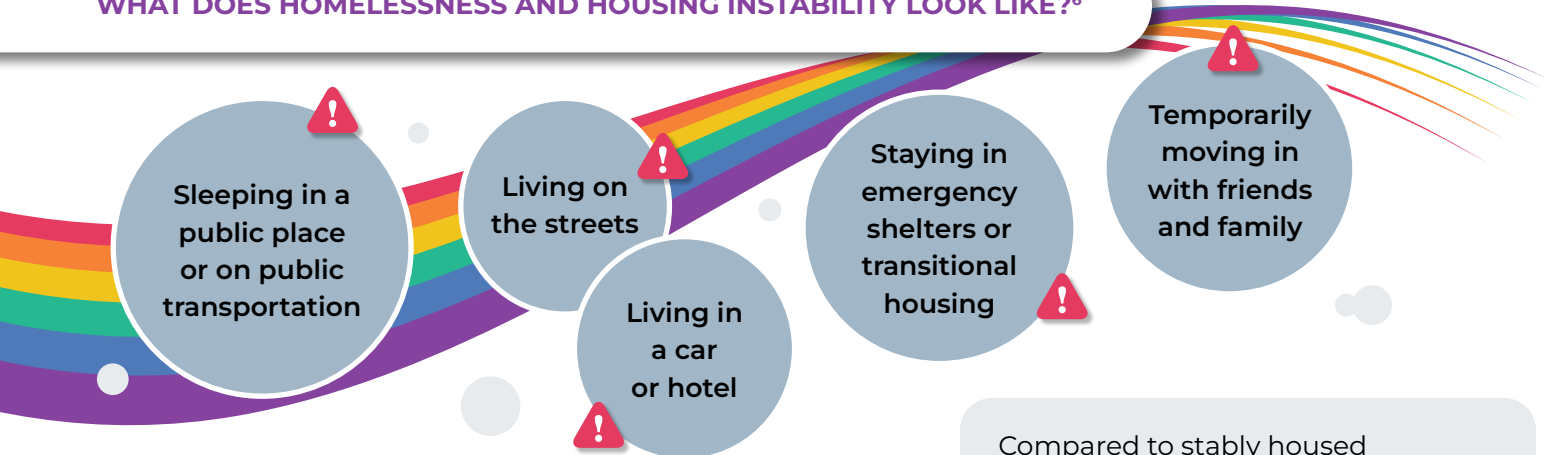 WHAT DOES HOMELESSNESS AND HOUSING INSTABILITY LOOK LIKE?⁶
Sleeping in a
public place
or on public
transportation
Living on
the streets
Living in
a car
or hotel
Staying in
emergency
shelters or
transitional
housing
Temporarily
moving in
with friends
and family
Compared to stably housed